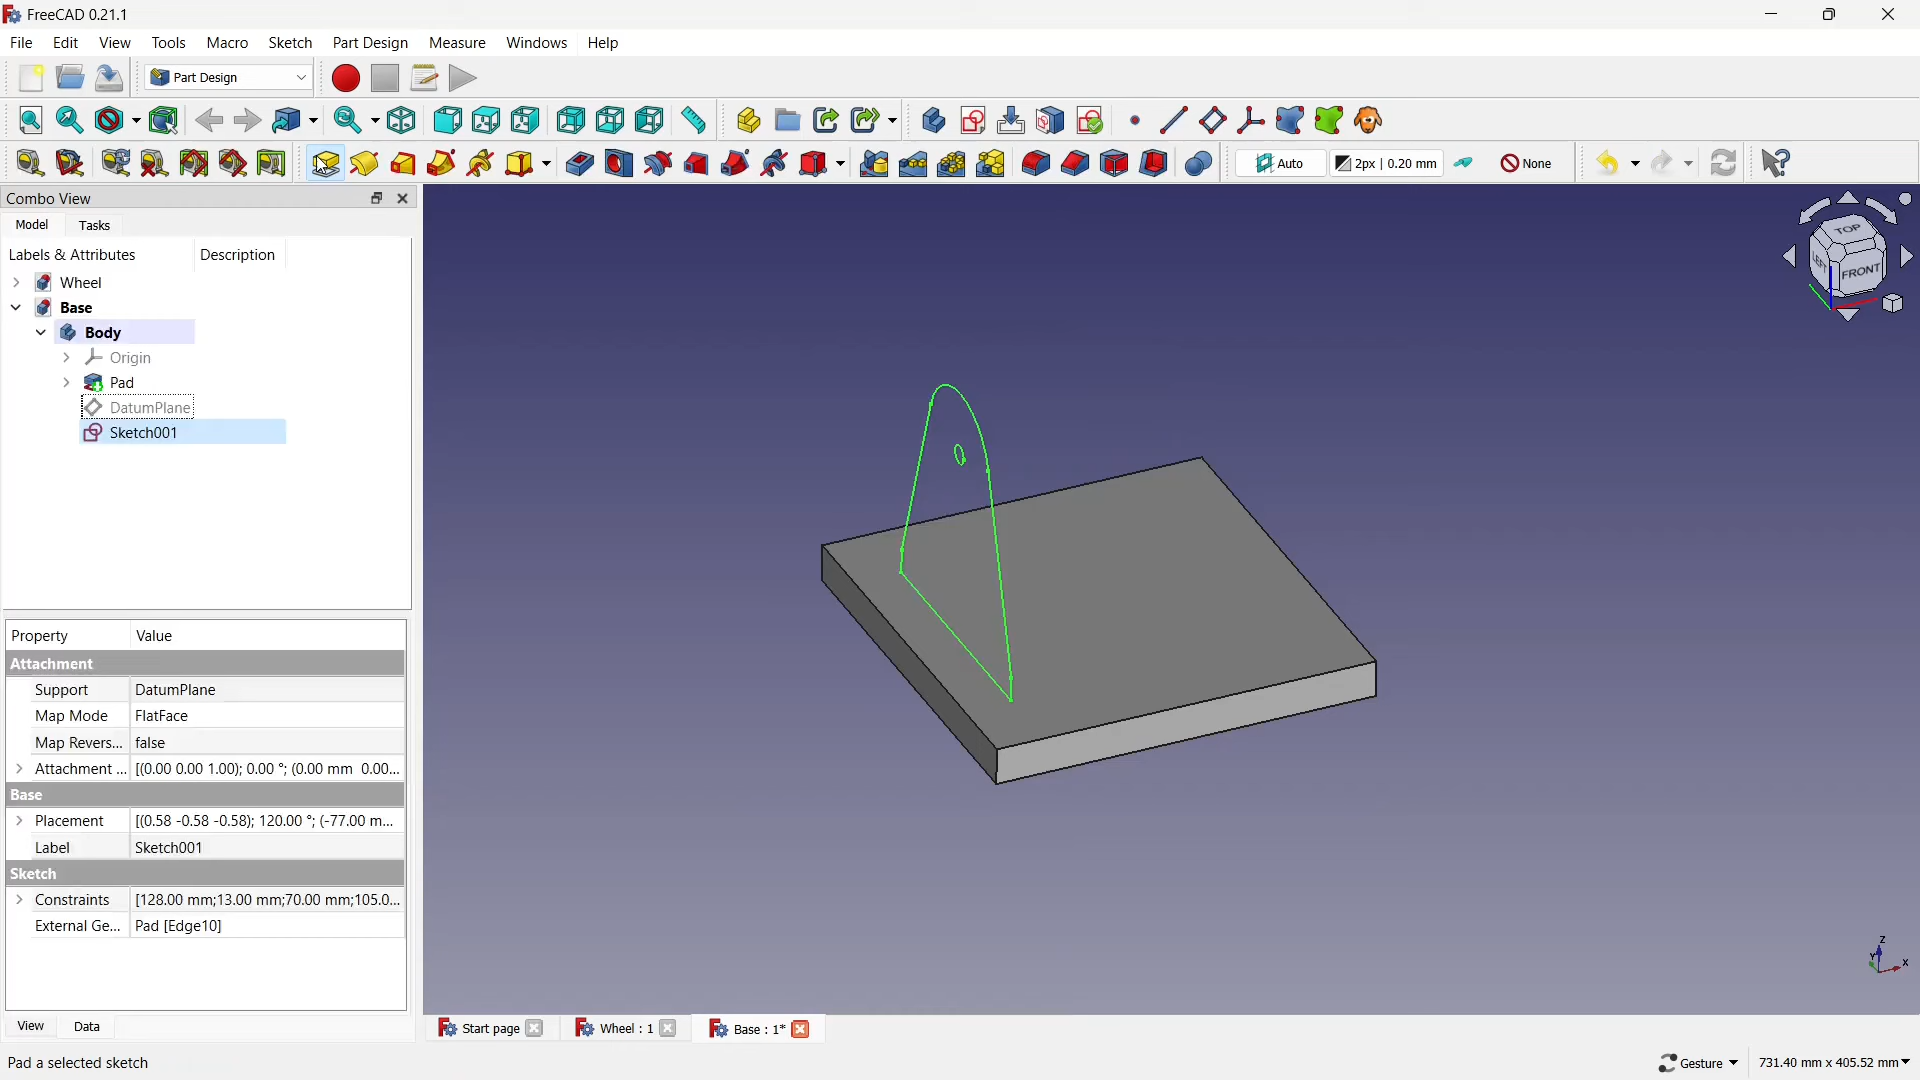 FreeCAD 0.21.1
File Edit View Tools Macro Sketch Part Design Measure Windows Help
Part Design
Auto 2px | 0.20 mm None
Combo View
Model Tasks
Labels & Attributes Description
Wheel
Base
Body
Origin
Pad
DatumPlane
Sketch001
Property Value
Attachment
Support DatumPlane
Map Mode FlatFace
Map Revers... false
Attachment ... [(0.00 0.00 1.00); 0.00 °; (0.00 mm 0.00...
Base
Placement [(0.58 -0.58 -0.58); 120.00 °; (-77.00 m...
Label Sketch001
Sketch
Constraints [128.00 mm;13.00 mm;70.00 mm;105.0...
External Ge... Pad [Edge10]
View Data
TOP
LEFT FRONT
Z
Y X
Start page Wheel : 1 Base : 1*
Pad a selected sketch Gesture 731.40 mm x 405.52 mm